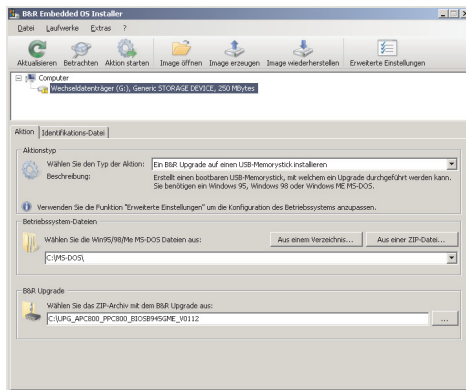 B&R Embedded OS Installer
Datei Laufwerke Extras ?
Aktualisieren Betrachten Aktion starten Image öffnen Image erzeugen Image wiederherstellen Erweiterte Einstellungen
Computer
Wechseldatenträger (G:), Generic STORAGE DEVICE, 250 MBytes
Aktion Identifikations-Datei
Aktionstyp
Wählen Sie den Typ der Aktion: Ein B&R Upgrade auf einen USB-Memorystick installieren
Beschreibung: Erstellt einen bootbaren USB-Memorystick, mit welchem ein Upgrade durchgeführt werden kann.
Sie benötigen ein Windows 95, Windows 98 oder Windows ME MS-DOS.
Verwenden Sie die Funktion "Erweiterte Einstellungen" um die Konfiguration des Betriebssystems anzupassen.
Betriebssystem-Dateien
Wählen Sie die Win95/98/Me MS-DOS Dateien aus: Aus einem Verzeichnis... Aus einer ZIP-Datei...
C:\MS-DOS\
B&R Upgrade
Wählen Sie das ZIP-Archiv mit dem B&R Upgrade aus:
C:\UPG_APC800_PPC800_BIOSB945GME_V0112 ...